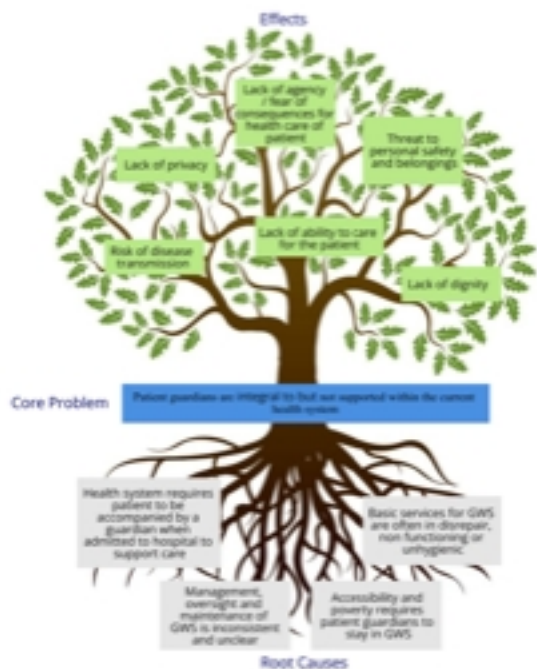 Effects
Lack of agency
/ fear of
consequences for
health care of
patient
Threat to
personal safety
and belongings
Lack of privacy
Lack of ability to care
for the patient
Risk of disease
transmission
Lack of dignity
Core Problem
Patient guardians are integral to but not supported within the current
health system
Health system requires
patient to be
accompanied by a
guardian when
admitted to hospital to
support care
Basic services for GWS
are often in disrepair,
non functioning or
unhygienic
Management,
oversight and
maintenance of
GWS is inconsistent
and unclear
Accessibility and
poverty requires
patient guardians to
stay in GWS
Root Causes